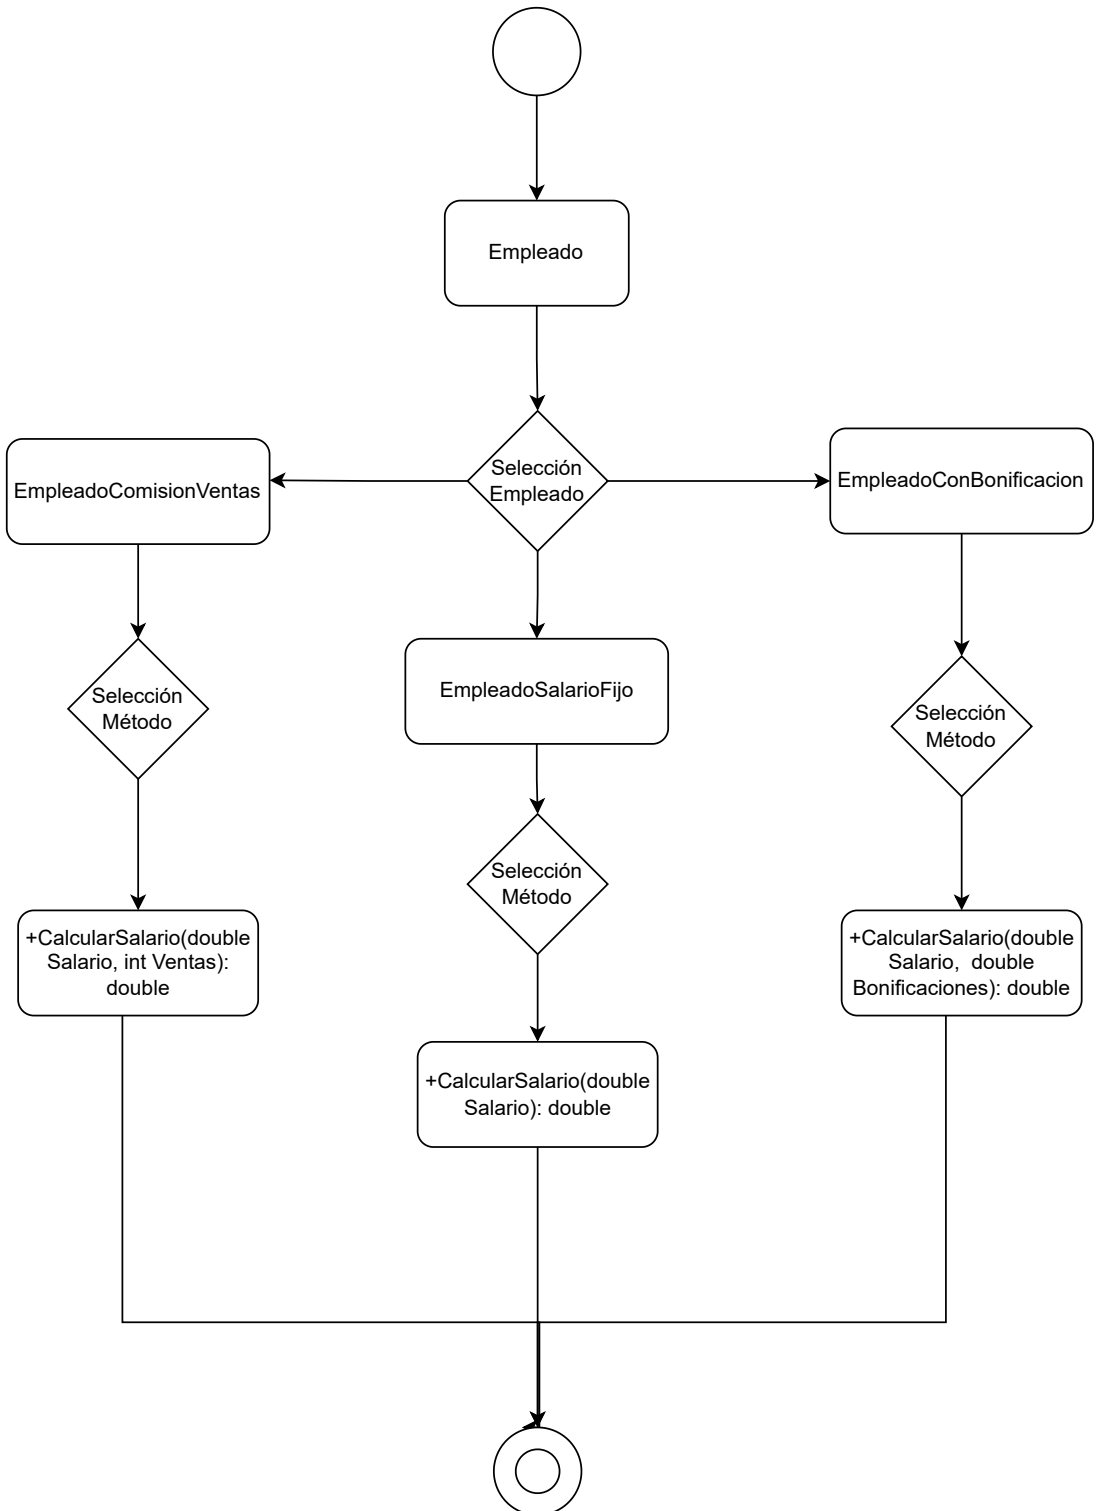 Empleado
Selección
Empleado
EmpleadoComisionVentas
EmpleadoConBonificacion
EmpleadoSalarioFijo
Selección
Método
Selección
Método
Selección
Método
+CalcularSalario(double
Salario, int Ventas):
double
+CalcularSalario(double
Salario): double
+CalcularSalario(double
Salario,  double
Bonificaciones): double